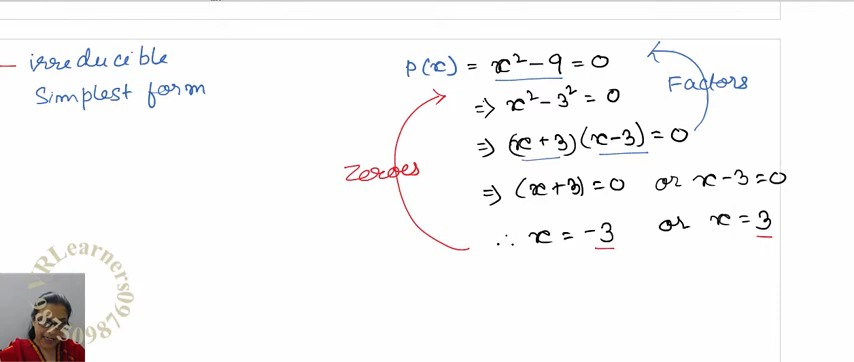 – irreducible
Simplest form
P(x) = x² - 9 = 0
⇒ x² - 3² = 0
Factors
⇒ (x+3)(x-3) = 0
Zeroes
⇒ (x+3) = 0 or x-3=0
∴ x = -3 or x = 3